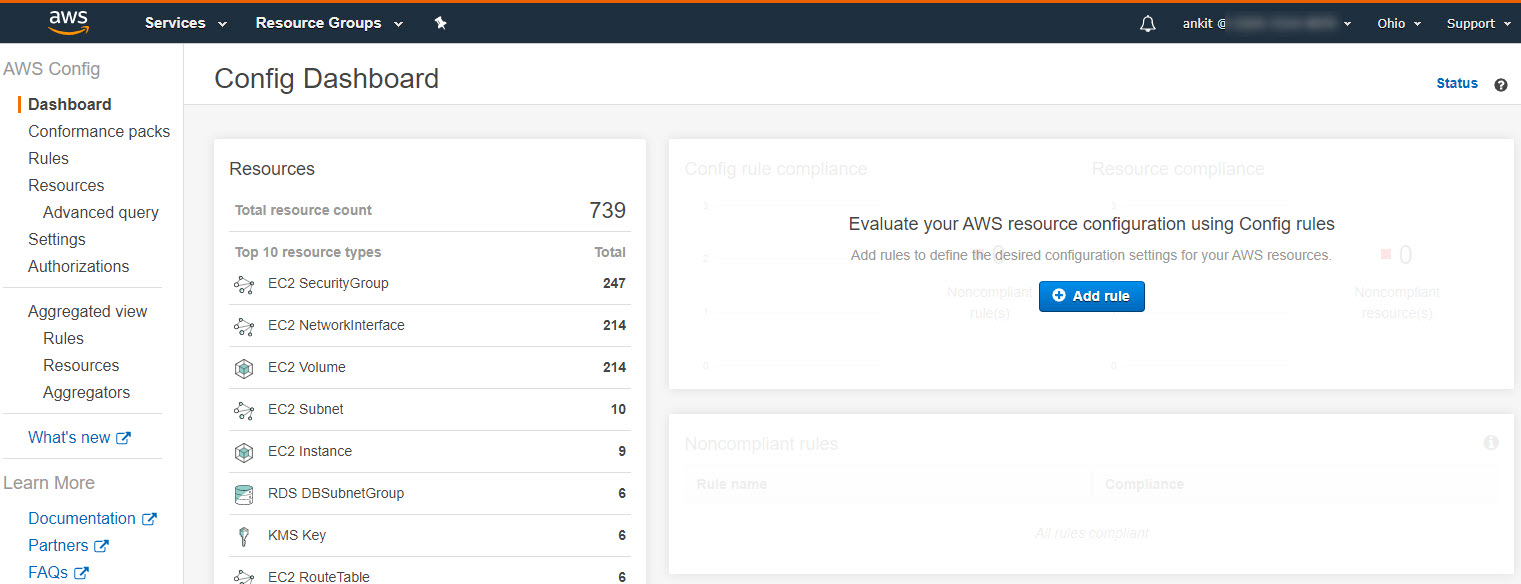 aws
Services
Resource Groups
ankit @
Ohio
Support
AWS Config
Dashboard
Conformance packs
Rules
Resources
Advanced query
Settings
Authorizations
Aggregated view
Rules
Resources
Aggregators
What's new
Learn More
Documentation
Partners
FAQs
Config Dashboard
Status
?
Resources
Total resource count 739
Top 10 resource types Total
EC2 SecurityGroup 247
EC2 NetworkInterface 214
EC2 Volume 214
EC2 Subnet 10
EC2 Instance 9
RDS DBSubnetGroup 6
KMS Key 6
EC2 RouteTable 6
Config rule compliance
3
2
1
0
0
Noncompliant
rule(s)
Resource compliance
3
0
0
Noncompliant
resource(s)
Evaluate your AWS resource configuration using Config rules
Add rules to define the desired configuration settings for your AWS resources.
Add rule
Noncompliant rules
Rule name Compliance
All rules compliant